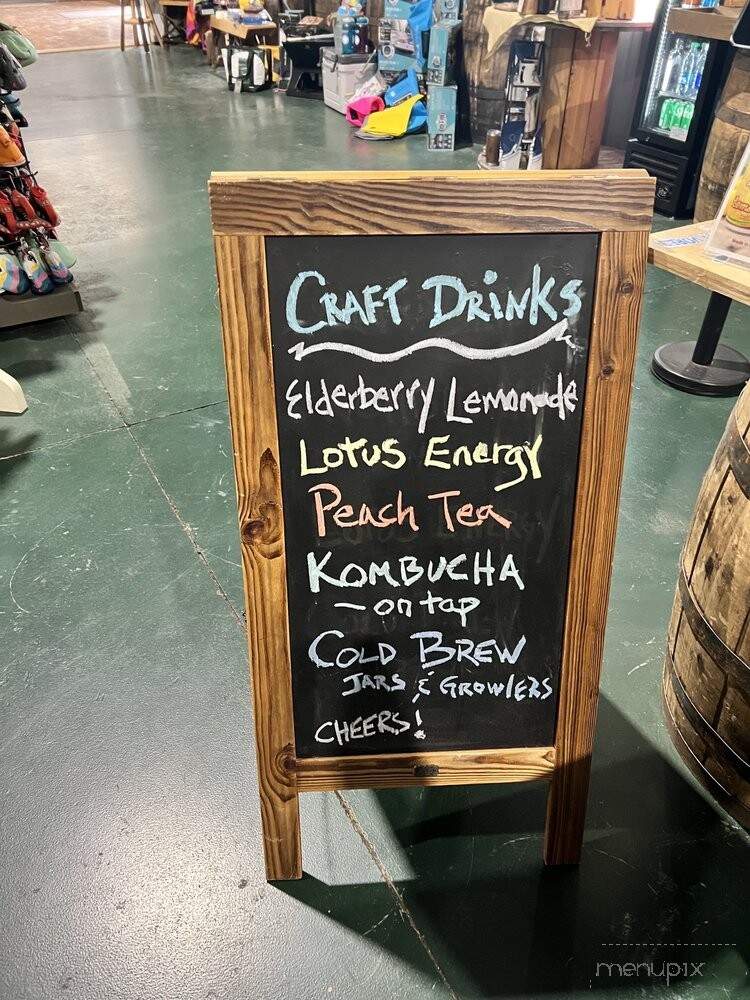 CRAFT DRINKS
Elderberry Lemonade
Lotus Energy
Peach Tea
KOMBUCHA
- on tap
COLD BREW
JARS & GROWlERS
CHEERS!
menupix